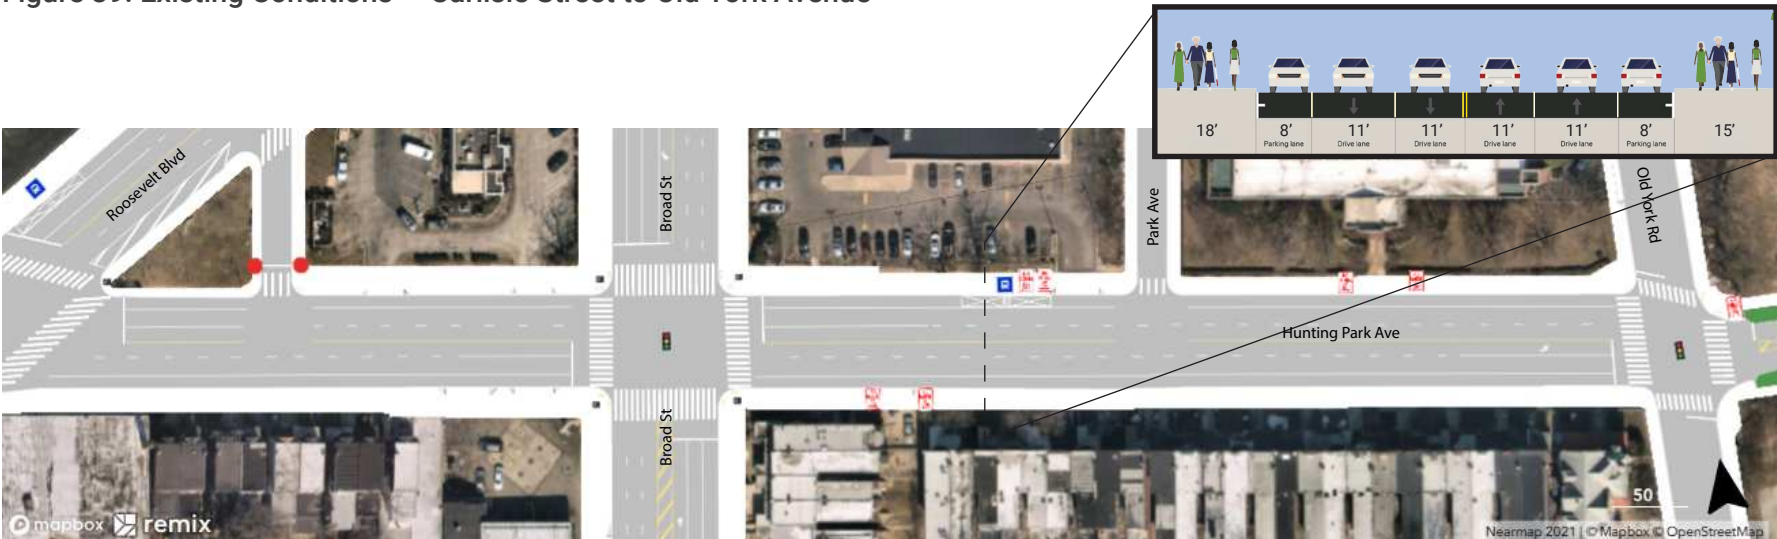 Figure 39: Existing Conditions – Carlisle Street to Old York Avenue
18' 8' 11' 11' 11' 11' 8' 15'
Parking lane Drive lane Drive lane Drive lane Drive lane Parking lane
Roosevelt Blvd
Broad St
Park Ave
Old York Rd
Hunting Park Ave
Broad St
50
mapbox remix
Nearmap 2021 | © Mapbox © OpenStreetMap